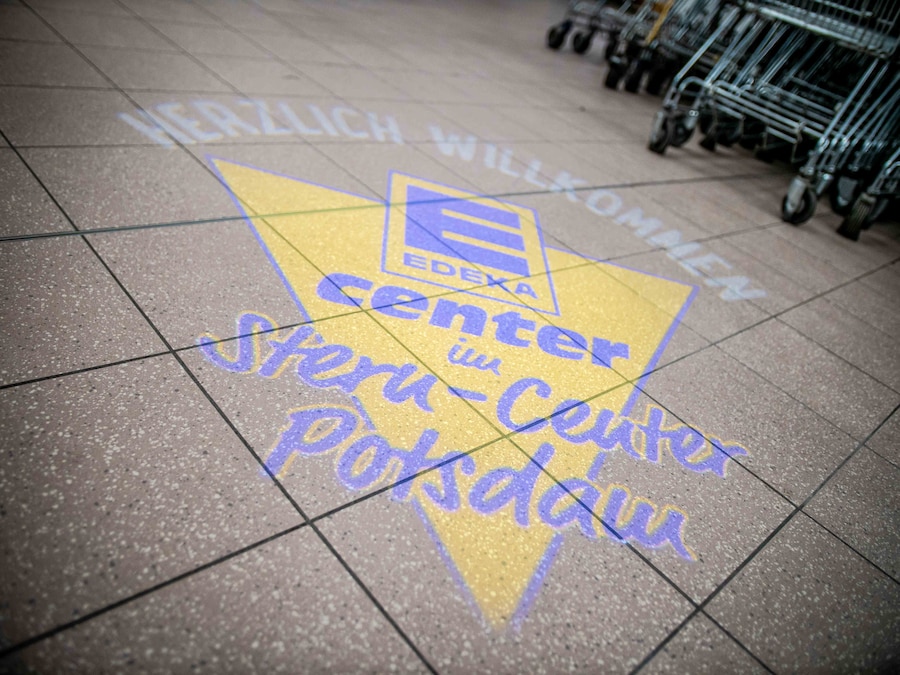 HERZLICH WILLKOMMEN
E
EDEKA
center
im
Stern-Center
Potsdam